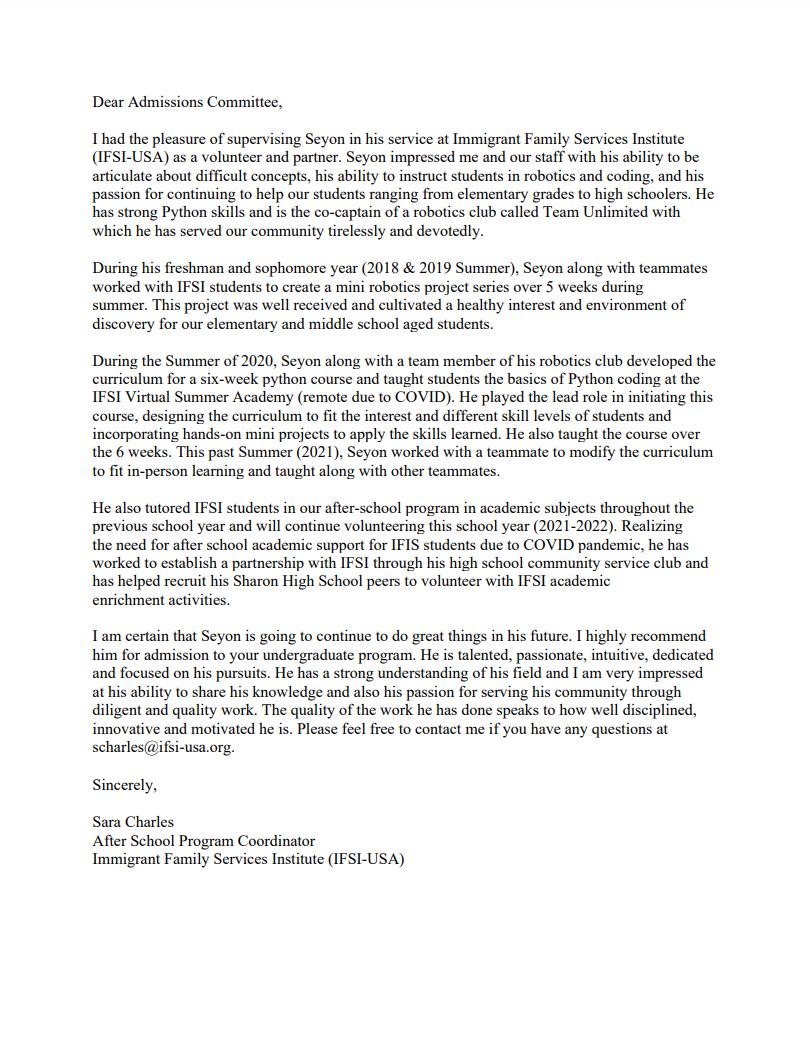 Dear Admissions Committee,
I had the pleasure of supervising Seyon in his service at Immigrant Family Services Institute
(IFSI-USA) as a volunteer and partner. Seyon impressed me and our staff with his ability to be
articulate about difficult concepts, his ability to instruct students in robotics and coding, and his
passion for continuing to help our students ranging from elementary grades to high schoolers. He
has strong Python skills and is the co-captain of a robotics club called Team Unlimited with
which he has served our community tirelessly and devotedly.
During his freshman and sophomore year (2018 & 2019 Summer), Seyon along with teammates
worked with IFSI students to create a mini robotics project series over 5 weeks during
summer. This project was well received and cultivated a healthy interest and environment of
discovery for our elementary and middle school aged students.
During the Summer of 2020, Seyon along with a team member of his robotics club developed the
curriculum for a six-week python course and taught students the basics of Python coding at the
IFSI Virtual Summer Academy (remote due to COVID). He played the lead role in initiating this
course, designing the curriculum to fit the interest and different skill levels of students and
incorporating hands-on mini projects to apply the skills learned. He also taught the course over
the 6 weeks. This past Summer (2021), Seyon worked with a teammate to modify the curriculum
to fit in-person learning and taught along with other teammates.
He also tutored IFSI students in our after-school program in academic subjects throughout the
previous school year and will continue volunteering this school year (2021-2022). Realizing
the need for after school academic support for IFIS students due to COVID pandemic, he has
worked to establish a partnership with IFSI through his high school community service club and
has helped recruit his Sharon High School peers to volunteer with IFSI academic
enrichment activities.
I am certain that Seyon is going to continue to do great things in his future. I highly recommend
him for admission to your undergraduate program. He is talented, passionate, intuitive, dedicated
and focused on his pursuits. He has a strong understanding of his field and I am very impressed
at his ability to share his knowledge and also his passion for serving his community through
diligent and quality work. The quality of the work he has done speaks to how well disciplined,
innovative and motivated he is. Please feel free to contact me if you have any questions at
scharles@ifsi-usa.org.
Sincerely,
Sara Charles
After School Program Coordinator
Immigrant Family Services Institute (IFSI-USA)